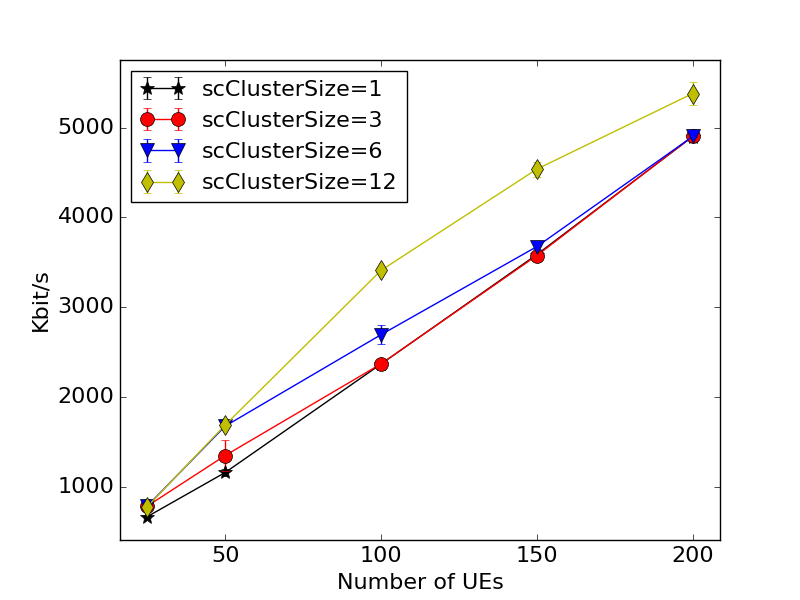 scClusterSize=1
scClusterSize=3
scClusterSize=6
scClusterSize=12
5000
4000
3000
2000
1000
Kbit/s
50 100 150 200
Number of UEs